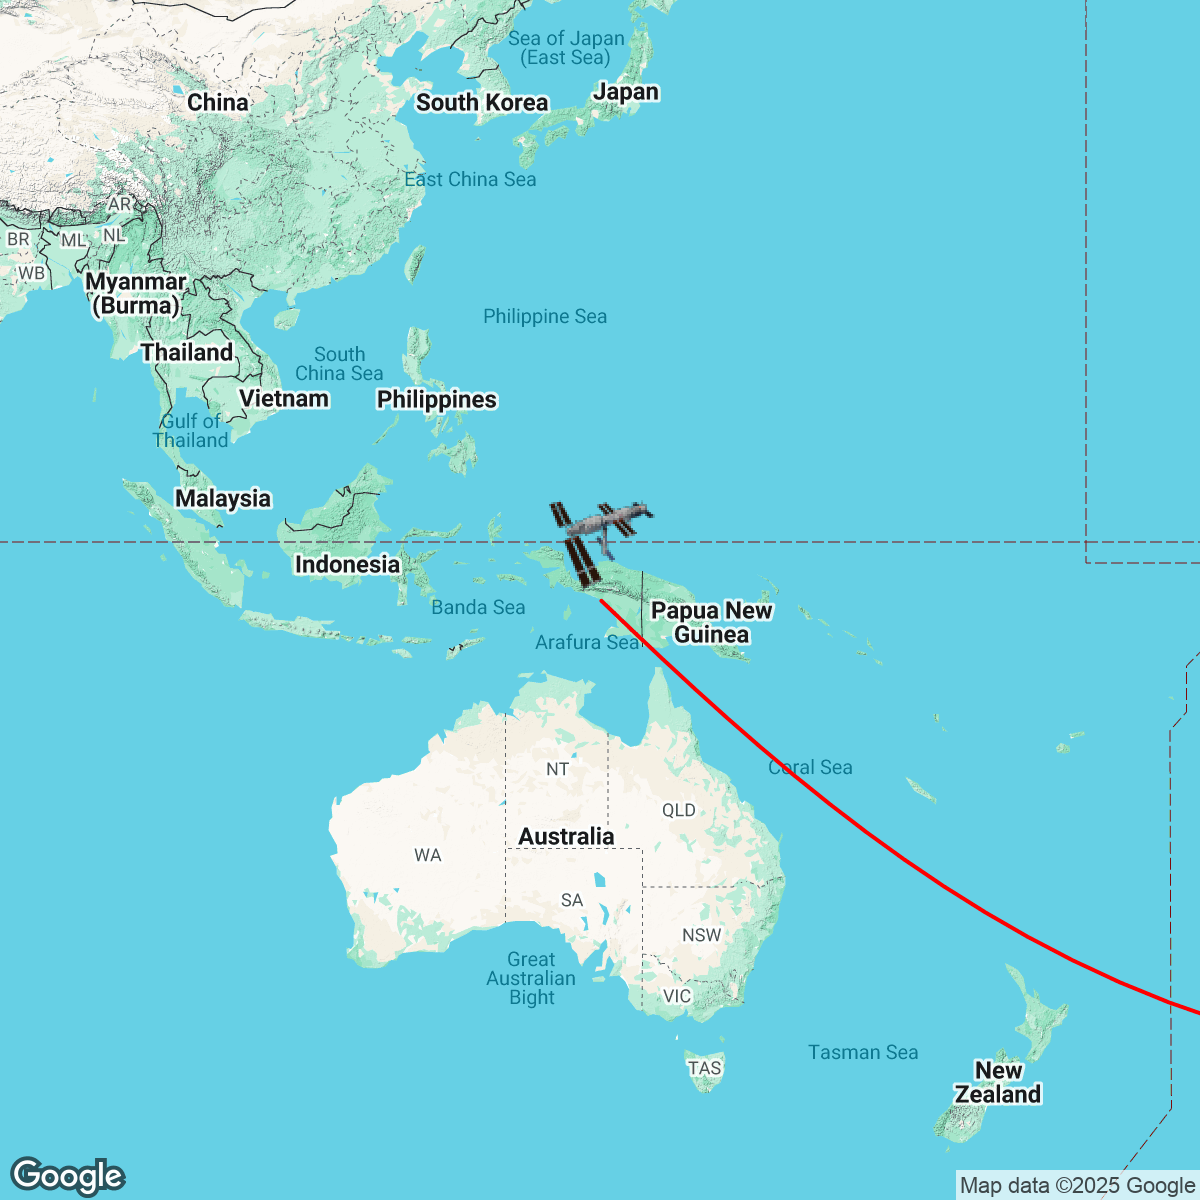 Sea of Japan
(East Sea)
China
South Korea
Japan
East China Sea
AR
BR
ML
NL
WB
Myanmar
(Burma)
Philippine Sea
Thailand
South
China Sea
Vietnam
Philippines
Gulf of
Thailand
Malaysia
Indonesia
Banda Sea
Papua New
Guinea
Arafura Sea
NT
Coral Sea
QLD
Australia
WA
SA
NSW
Great
Australian
Bight
VIC
Tasman Sea
TAS
New
Zealand
Google
Map data ©2025 Google